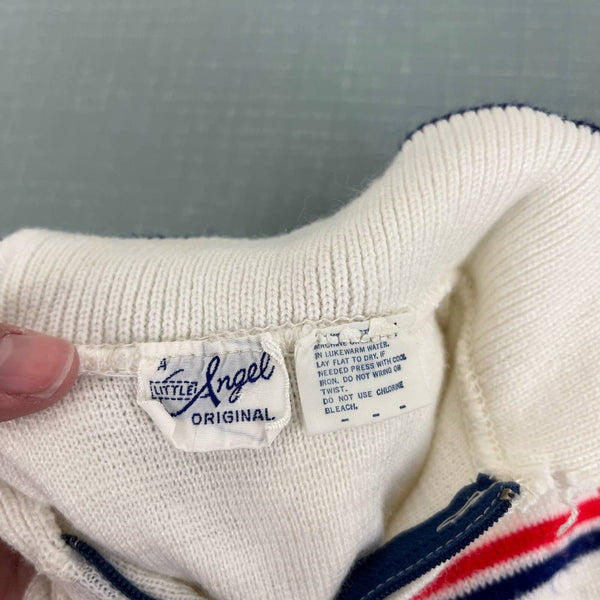 A
LITTLE Angel
ORIGINAL
MACHINE
IN LUKEWARM WATER.
LAY FLAT TO DRY. IF
NEEDED PRESS WITH COOL
IRON. DO NOT WRING OR
TWIST.
DO NOT USE CHLORINE
BLEACH.